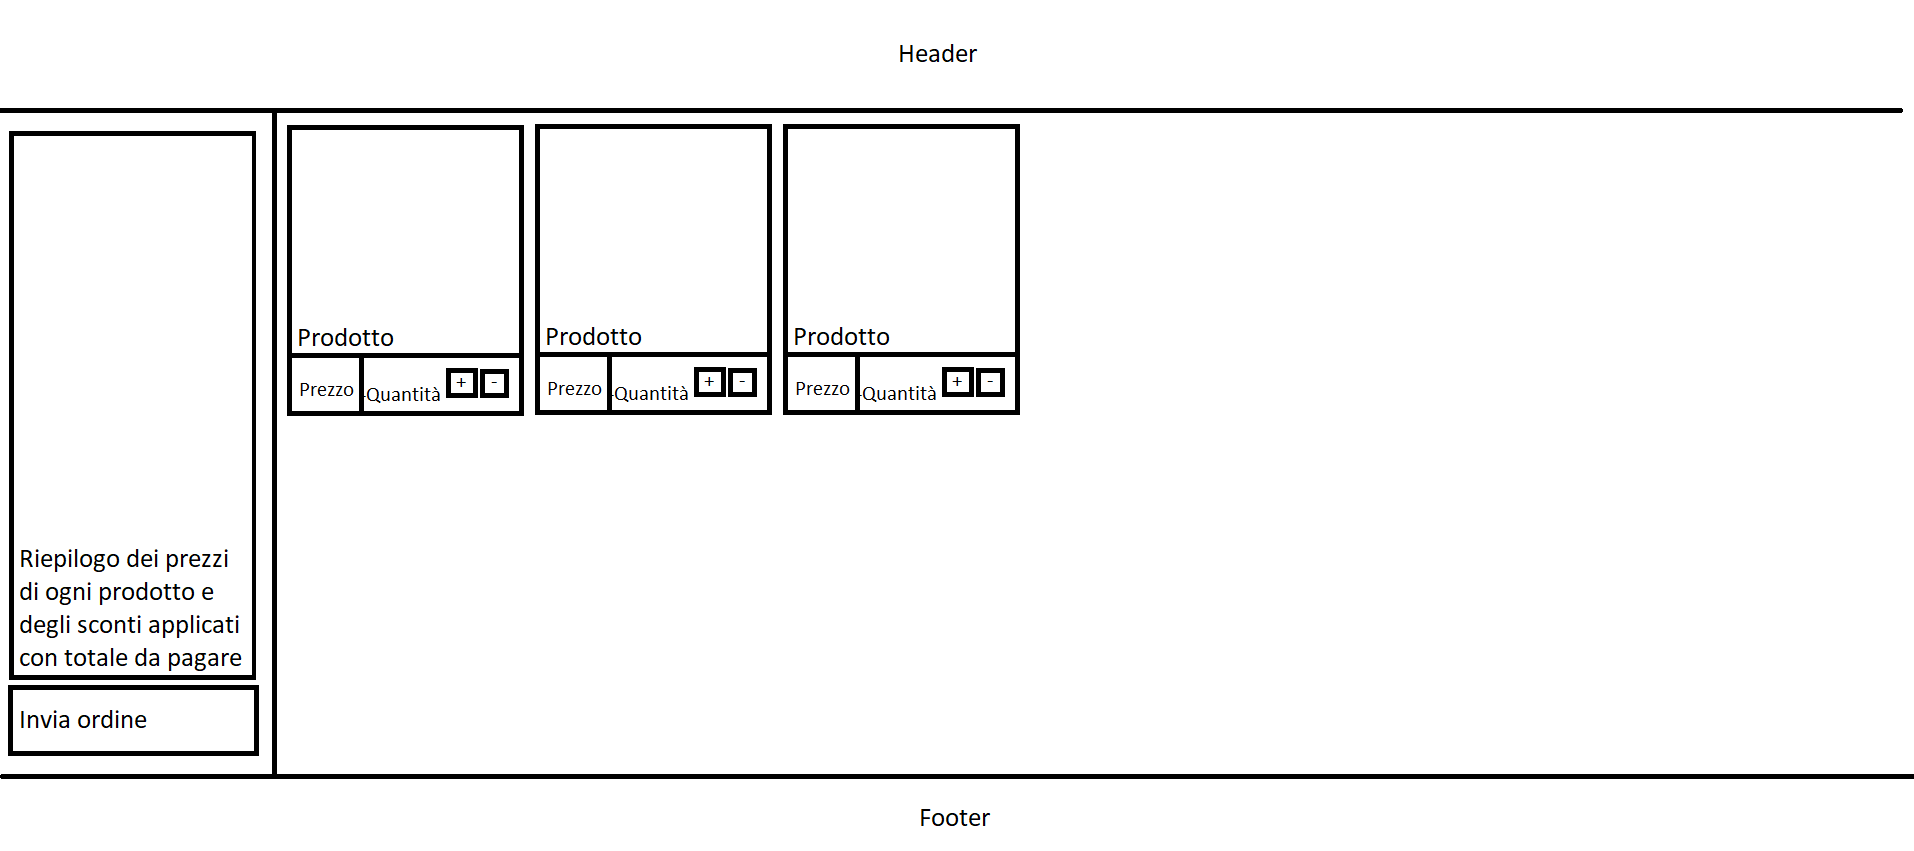 Header
Prodotto
Prezzo
Quantità
+
-
Prodotto
Prezzo
Quantità
+
-
Prodotto
Prezzo
Quantità
+
-
Riepilogo dei prezzi
di ogni prodotto e
degli sconti applicati
con totale da pagare
Invia ordine
Footer